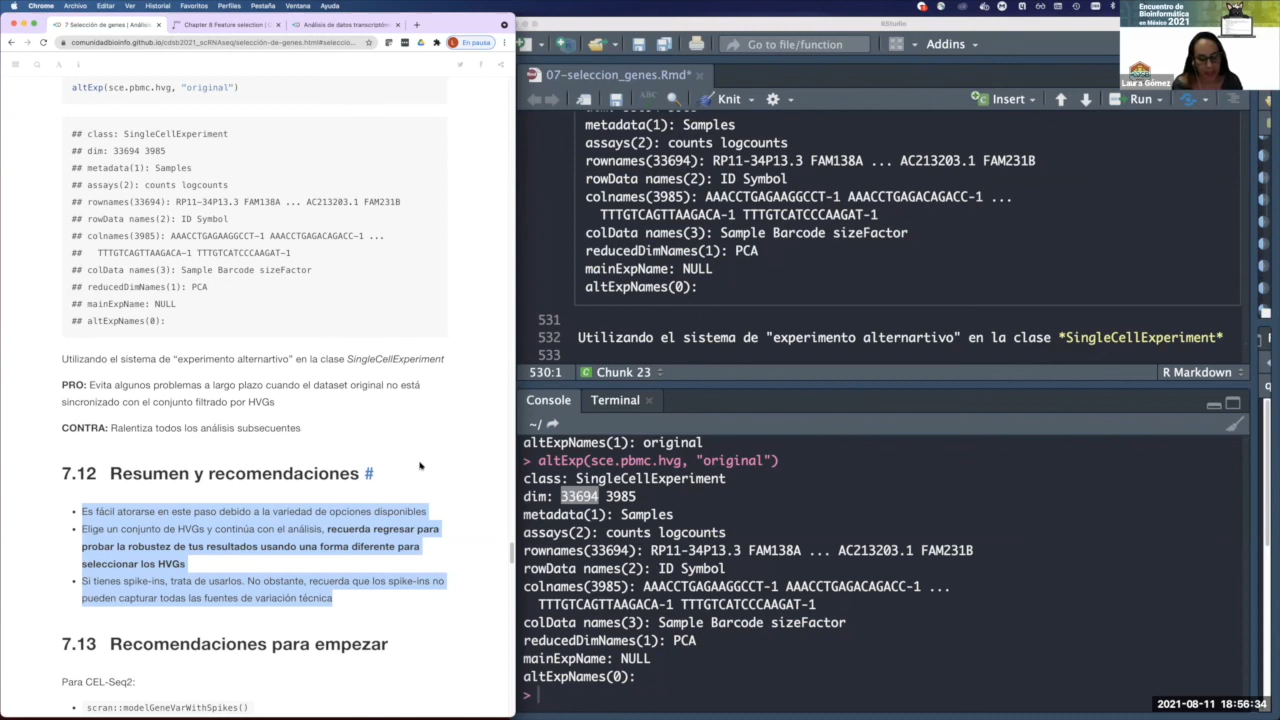 Chrome Archivo Editar Ver Historial Favoritos Perfiles Pestaña Ventana Ayuda
7 Selección de genes | Análisis
Chapter 8 Feature selection |
Análisis de datos transcriptóm
comunidadbioinfo.github.io/cdsb2021_scRNAseq/selección-de-genes.html#seleccio...
En pausa
altExp(sce.pbmc.hvg, "original")
## class: SingleCellExperiment
## dim: 33694 3985
## metadata(1): Samples
## assays(2): counts logcounts
## rownames(33694): RP11-34P13.3 FAM138A ... AC213203.1 FAM231B
## rowData names(2): ID Symbol
## colnames(3985): AAACCTGAGAAGGCCT-1 AAACCTGAGACAGACC-1 ...
## TTTGTCAGTTAAGACA-1 TTTGTCATCCCAAGAT-1
## colData names(3): Sample Barcode sizeFactor
## reducedDimNames(1): PCA
## mainExpName: NULL
## altExpNames(0):
Utilizando el sistema de “experimento alternartivo” en la clase SingleCellExperiment
PRO: Evita algunos problemas a largo plazo cuando el dataset original no está
sincronizado con el conjunto filtrado por HVGs
CONTRA: Ralentiza todos los análisis subsecuentes
7.12 Resumen y recomendaciones #
• Es fácil atorarse en este paso debido a la variedad de opciones disponibles
• Elige un conjunto de HVGs y continúa con el análisis, recuerda regresar para
probar la robustez de tus resultados usando una forma diferente para
seleccionar los HVGs
• Si tienes spike-ins, trata de usarlos. No obstante, recuerda que los spike-ins no
pueden capturar todas las fuentes de variación técnica
7.13 Recomendaciones para empezar
Para CEL-Seq2:
• scran::modelGeneVarWithSpikes()
RStudio
Go to file/function
Addins
07-seleccion_genes.Rmd*
ABC
Knit
Insert
Run
metadata(1): Samples
assays(2): counts logcounts
rownames(33694): RP11-34P13.3 FAM138A ... AC213203.1 FAM231B
rowData names(2): ID Symbol
colnames(3985): AAACCTGAGAAGGCCT-1 AAACCTGAGACAGACC-1 ...
TTTGTCAGTTAAGACA-1 TTTGTCATCCCAAGAT-1
colData names(3): Sample Barcode sizeFactor
reducedDimNames(1): PCA
mainExpName: NULL
altExpNames(0):
531
532 Utilizando el sistema de "experimento alternartivo" en la clase *SingleCellExperiment*
533
530:1 Chunk 23 R Markdown
Console Terminal
~/
altExpNames(1): original
> altExp(sce.pbmc.hvg, "original")
class: SingleCellExperiment
dim: 33694 3985
metadata(1): Samples
assays(2): counts logcounts
rownames(33694): RP11-34P13.3 FAM138A ... AC213203.1 FAM231B
rowData names(2): ID Symbol
colnames(3985): AAACCTGAGAAGGCCT-1 AAACCTGAGACAGACC-1 ...
TTTGTCAGTTAAGACA-1 TTTGTCATCCCAAGAT-1
colData names(3): Sample Barcode sizeFactor
reducedDimNames(1): PCA
mainExpName: NULL
altExpNames(0):
>
Encuentro de
Bioinformática
en México
2021
Laura Gómez
2021-08-11 18:56:34